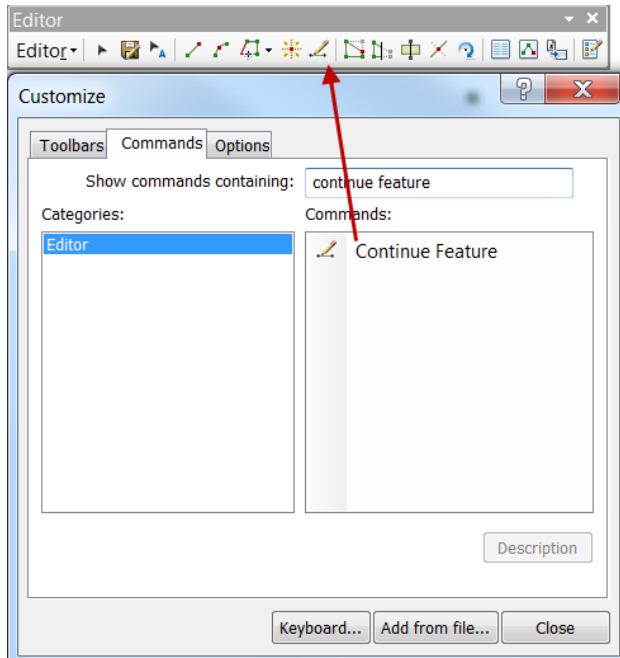 Editor
Editor
Customize
Toolbars Commands Options
Show commands containing: continue feature
Categories: Commands:
Editor Continue Feature
Description
Keyboard... Add from file... Close